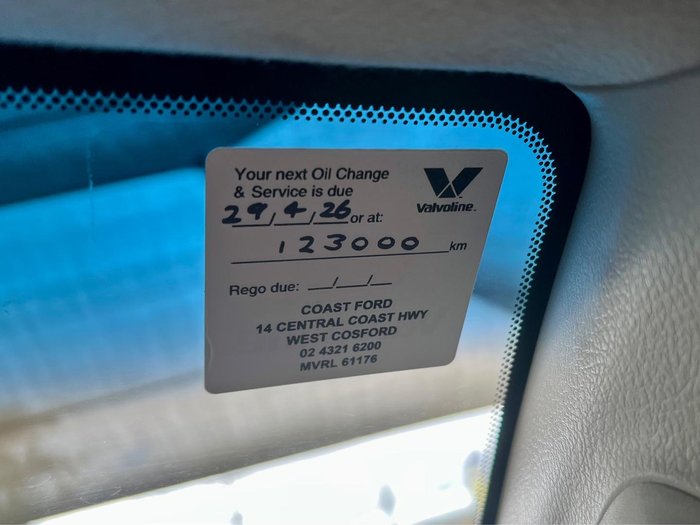 Your next Oil Change
& Service is due
29/4/26 or at:
123000 km
Rego due: __/__/__
COAST FORD
14 CENTRAL COAST HWY
WEST COSFORD
02 4321 6200
MVRL 61176
Valvoline.